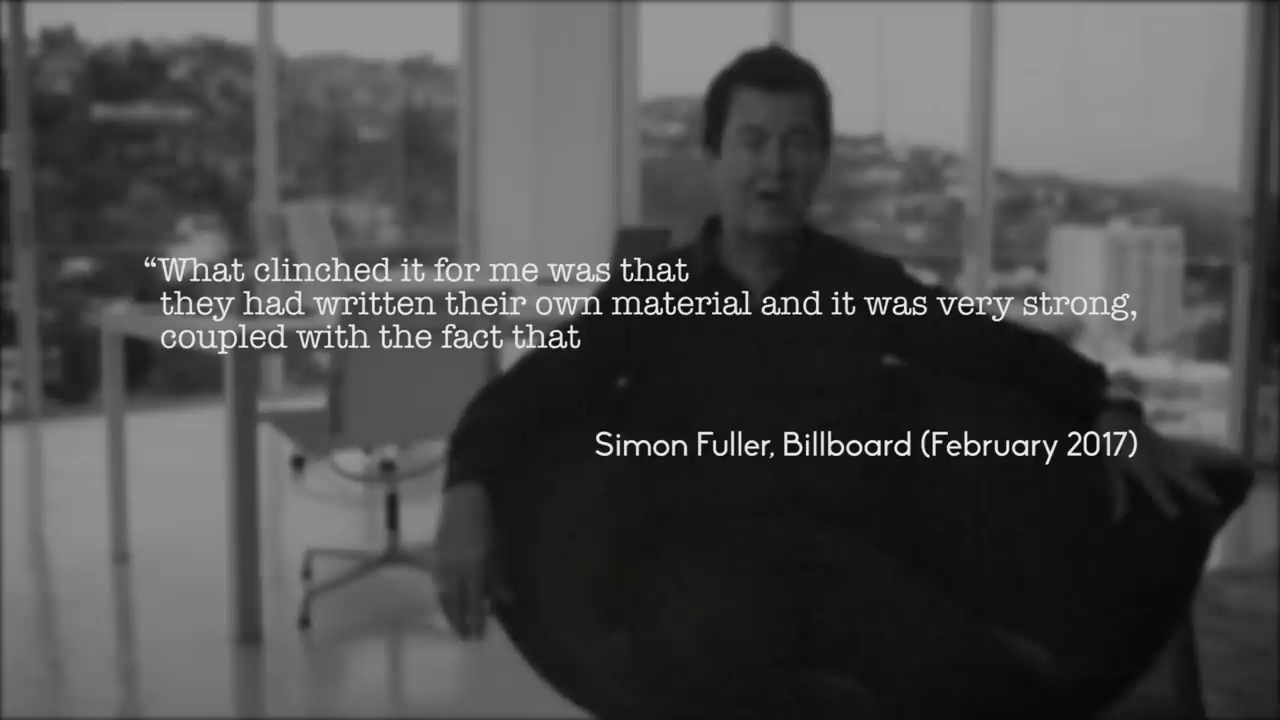 “What clinched it for me was that
they had written their own material and it was very strong,
coupled with the fact that
Simon Fuller, Billboard (February 2017)